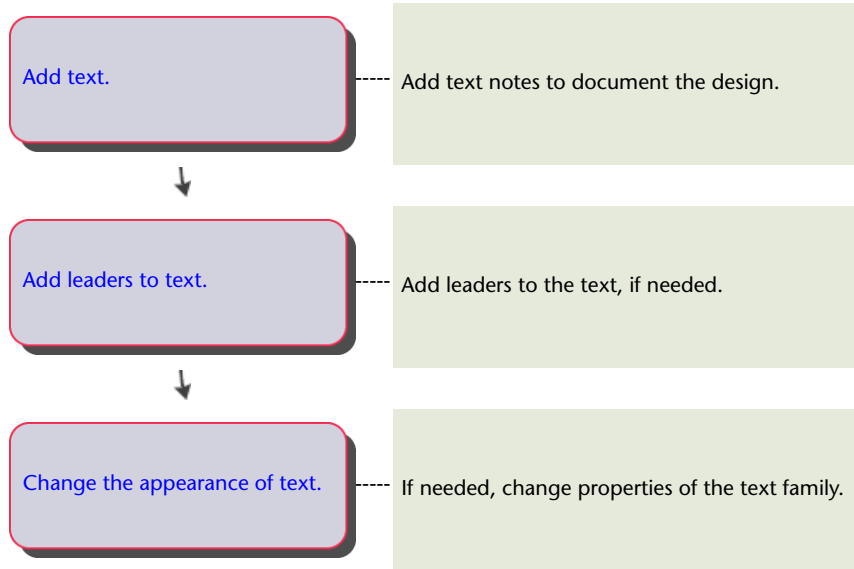 Add text.
Add text notes to document the design.
Add leaders to text.
Add leaders to the text, if needed.
Change the appearance of text.
If needed, change properties of the text family.